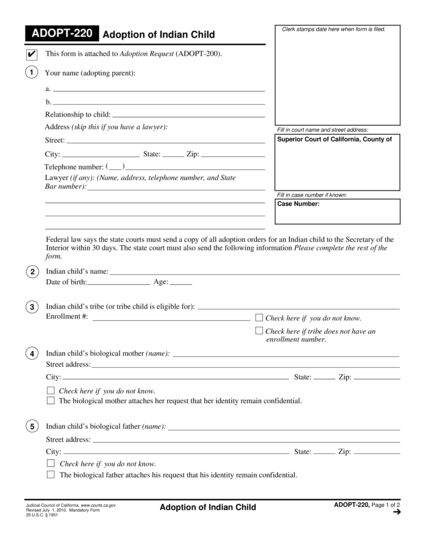 ADOPT-220 Adoption of Indian Child
Clerk stamps date here when form is filed.
This form is attached to Adoption Request (ADOPT-200).
1 Your name (adopting parent):
a.
b.
Relationship to child:
Address (skip this if you have a lawyer):
Street:
City: State: Zip:
Telephone number: ( )
Lawyer (if any): (Name, address, telephone number, and State
Bar number):
Fill in court name and street address:
Superior Court of California, County of
Fill in case number if known:
Case Number:
Federal law says the state courts must send a copy of all adoption orders for an Indian child to the Secretary of the
Interior within 30 days. The state court must also send the following information Please complete the rest of the
form.
2 Indian child's name:
Date of birth: Age:
3 Indian child's tribe (or tribe child is eligible for):
Enrollment #: Check here if you do not know.
Check here if tribe does not have an
enrollment number.
4 Indian child's biological mother (name):
Street address:
City: State: Zip:
Check here if you do not know.
The biological mother attaches her request that her identity remain confidential.
5 Indian child's biological father (name):
Street address:
City: State: Zip:
Check here if you do not know.
The biological father attaches his request that his identity remain confidential.
Judicial Council of California, www.courts.ca.gov
Revised July 1, 2010, Mandatory Form
25 U.S.C. § 1951
Adoption of Indian Child
ADOPT-220, Page 1 of 2